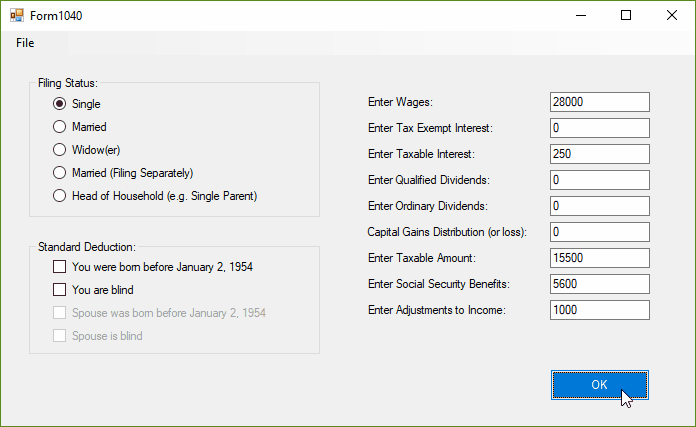 Form1040
File
Filing Status:
Single
Married
Widow(er)
Married (Filing Separately)
Head of Household (e.g. Single Parent)
Standard Deduction:
You were born before January 2, 1954
You are blind
Spouse was born before January 2, 1954
Spouse is blind
Enter Wages: 28000
Enter Tax Exempt Interest: 0
Enter Taxable Interest: 250
Enter Qualified Dividends: 0
Enter Ordinary Dividends: 0
Capital Gains Distribution (or loss): 0
Enter Taxable Amount: 15500
Enter Social Security Benefits: 5600
Enter Adjustments to Income: 1000
OK